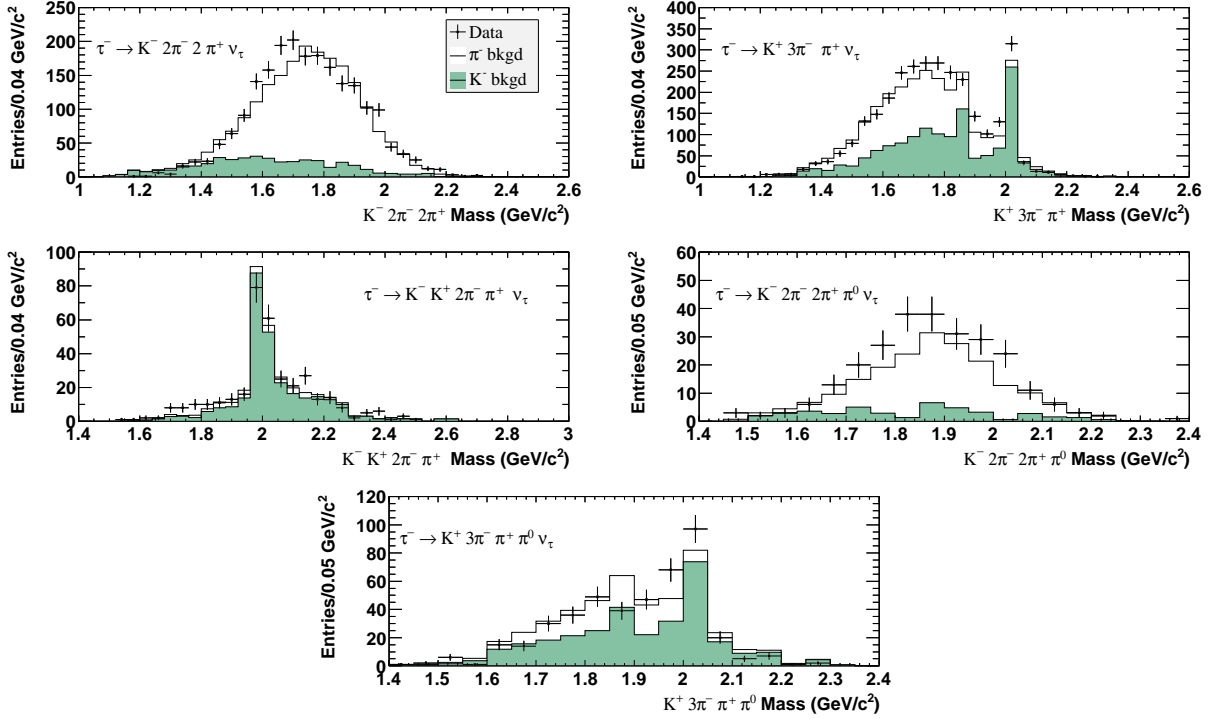 Entries/0.04 GeV/c²
250
200
150
100
50
0
τ⁻ → K⁻ 2π⁻ 2 π⁺ ν_τ
Data
π⁻ bkgd
K⁻ bkgd
1 1.2 1.4 1.6 1.8 2 2.2 2.4 2.6
K⁻ 2π⁻ 2π⁺ Mass (GeV/c²)
Entries/0.04 GeV/c²
400
350
300
250
200
150
100
50
0
τ⁻ → K⁺ 3π⁻ π⁺ ν_τ
1 1.2 1.4 1.6 1.8 2 2.2 2.4 2.6
K⁺ 3π⁻ π⁺ Mass (GeV/c²)
Entries/0.04 GeV/c²
100
80
60
40
20
0
τ⁻ → K⁻ K⁺ 2π⁻ π⁺ ν_τ
1.4 1.6 1.8 2 2.2 2.4 2.6 2.8 3
K⁻ K⁺ 2π⁻ π⁺ Mass (GeV/c²)
Entries/0.05 GeV/c²
60
50
40
30
20
10
0
τ⁻ → K⁻ 2π⁻ 2π⁺ π⁰ ν_τ
1.4 1.5 1.6 1.7 1.8 1.9 2 2.1 2.2 2.3 2.4
K⁻ 2π⁻ 2π⁺ π⁰ Mass (GeV/c²)
Entries/0.05 GeV/c²
120
100
80
60
40
20
0
τ⁻ → K⁺ 3π⁻ π⁺ π⁰ ν_τ
1.4 1.5 1.6 1.7 1.8 1.9 2 2.1 2.2 2.3 2.4
K⁺ 3π⁻ π⁺ π⁰ Mass (GeV/c²)